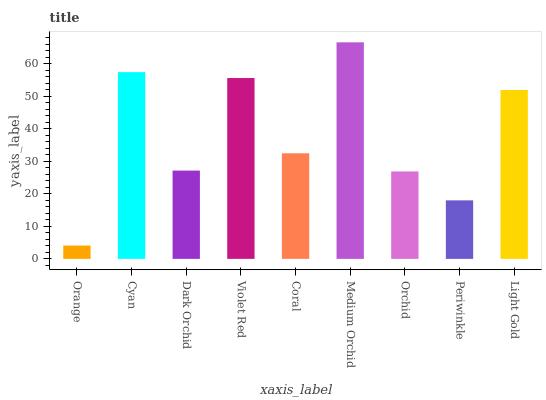 title
yaxis_label
60
50
40
30
20
10
0
Orange
Cyan
Dark Orchid
Violet Red
Coral
Medium Orchid
Orchid
Periwinkle
Light Gold
xaxis_label